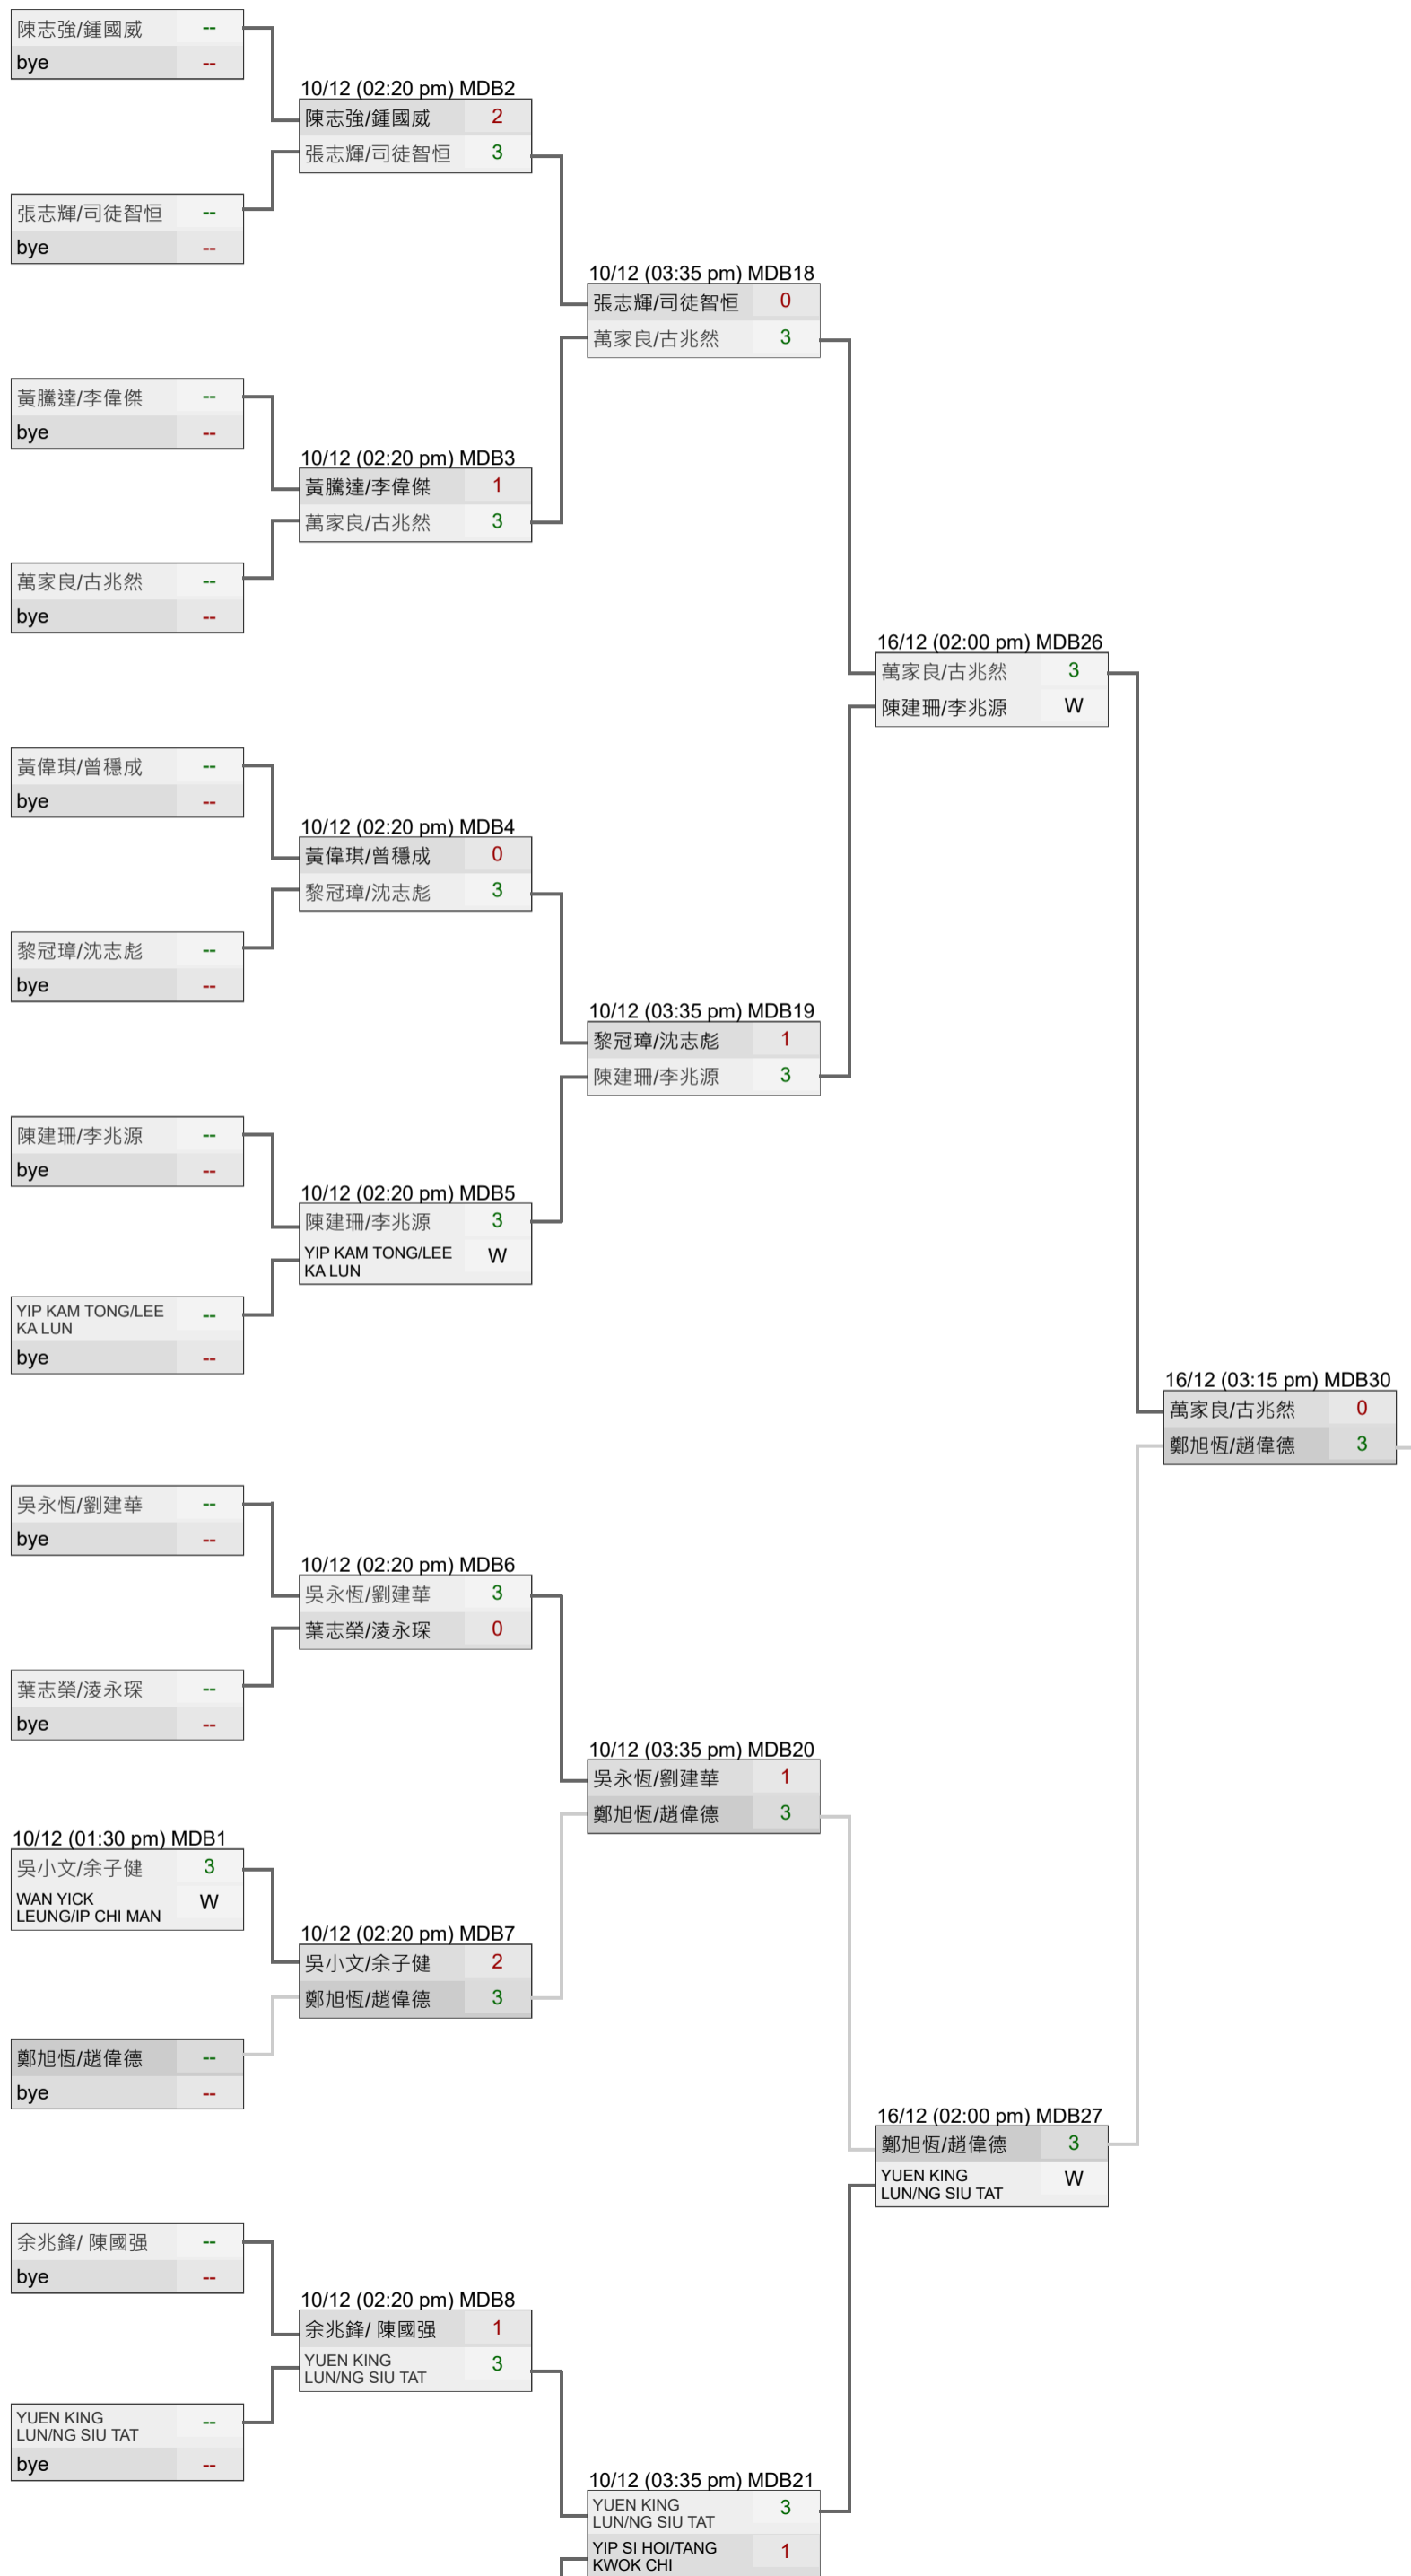 陳志強/鍾國威 --
bye --
10/12 (02:20 pm) MDB2
陳志強/鍾國威 2
張志輝/司徒智恒 3
張志輝/司徒智恒 --
bye --
10/12 (03:35 pm) MDB18
張志輝/司徒智恒 0
萬家良/古兆然 3
黃騰達/李偉傑 --
bye --
10/12 (02:20 pm) MDB3
黃騰達/李偉傑 1
萬家良/古兆然 3
萬家良/古兆然 --
bye --
16/12 (02:00 pm) MDB26
萬家良/古兆然 3
陳建珊/李兆源 W
黃偉琪/曾穩成 --
bye --
10/12 (02:20 pm) MDB4
黃偉琪/曾穩成 0
黎冠璋/沈志彪 3
黎冠璋/沈志彪 --
bye --
10/12 (03:35 pm) MDB19
黎冠璋/沈志彪 1
陳建珊/李兆源 3
陳建珊/李兆源 --
bye --
10/12 (02:20 pm) MDB5
陳建珊/李兆源 3
YIP KAM TONG/LEE W
KA LUN
YIP KAM TONG/LEE --
KA LUN
bye --
16/12 (03:15 pm) MDB30
萬家良/古兆然 0
鄭旭恆/趙偉德 3
吳永恆/劉建華 --
bye --
10/12 (02:20 pm) MDB6
吳永恆/劉建華 3
葉志榮/淩永琛 0
葉志榮/淩永琛 --
bye --
10/12 (03:35 pm) MDB20
吳永恆/劉建華 1
鄭旭恆/趙偉德 3
10/12 (01:30 pm) MDB1
吳小文/余子健 3
WAN YICK W
LEUNG/IP CHI MAN
10/12 (02:20 pm) MDB7
吳小文/余子健 2
鄭旭恆/趙偉德 3
鄭旭恆/趙偉德 --
bye --
16/12 (02:00 pm) MDB27
鄭旭恆/趙偉德 3
YUEN KING W
LUN/NG SIU TAT
余兆鋒/ 陳國强 --
bye --
10/12 (02:20 pm) MDB8
余兆鋒/ 陳國强 1
YUEN KING 3
LUN/NG SIU TAT
YUEN KING --
LUN/NG SIU TAT
bye --
10/12 (03:35 pm) MDB21
YUEN KING 3
LUN/NG SIU TAT
YIP SI HOI/TANG 1
KWOK CHI